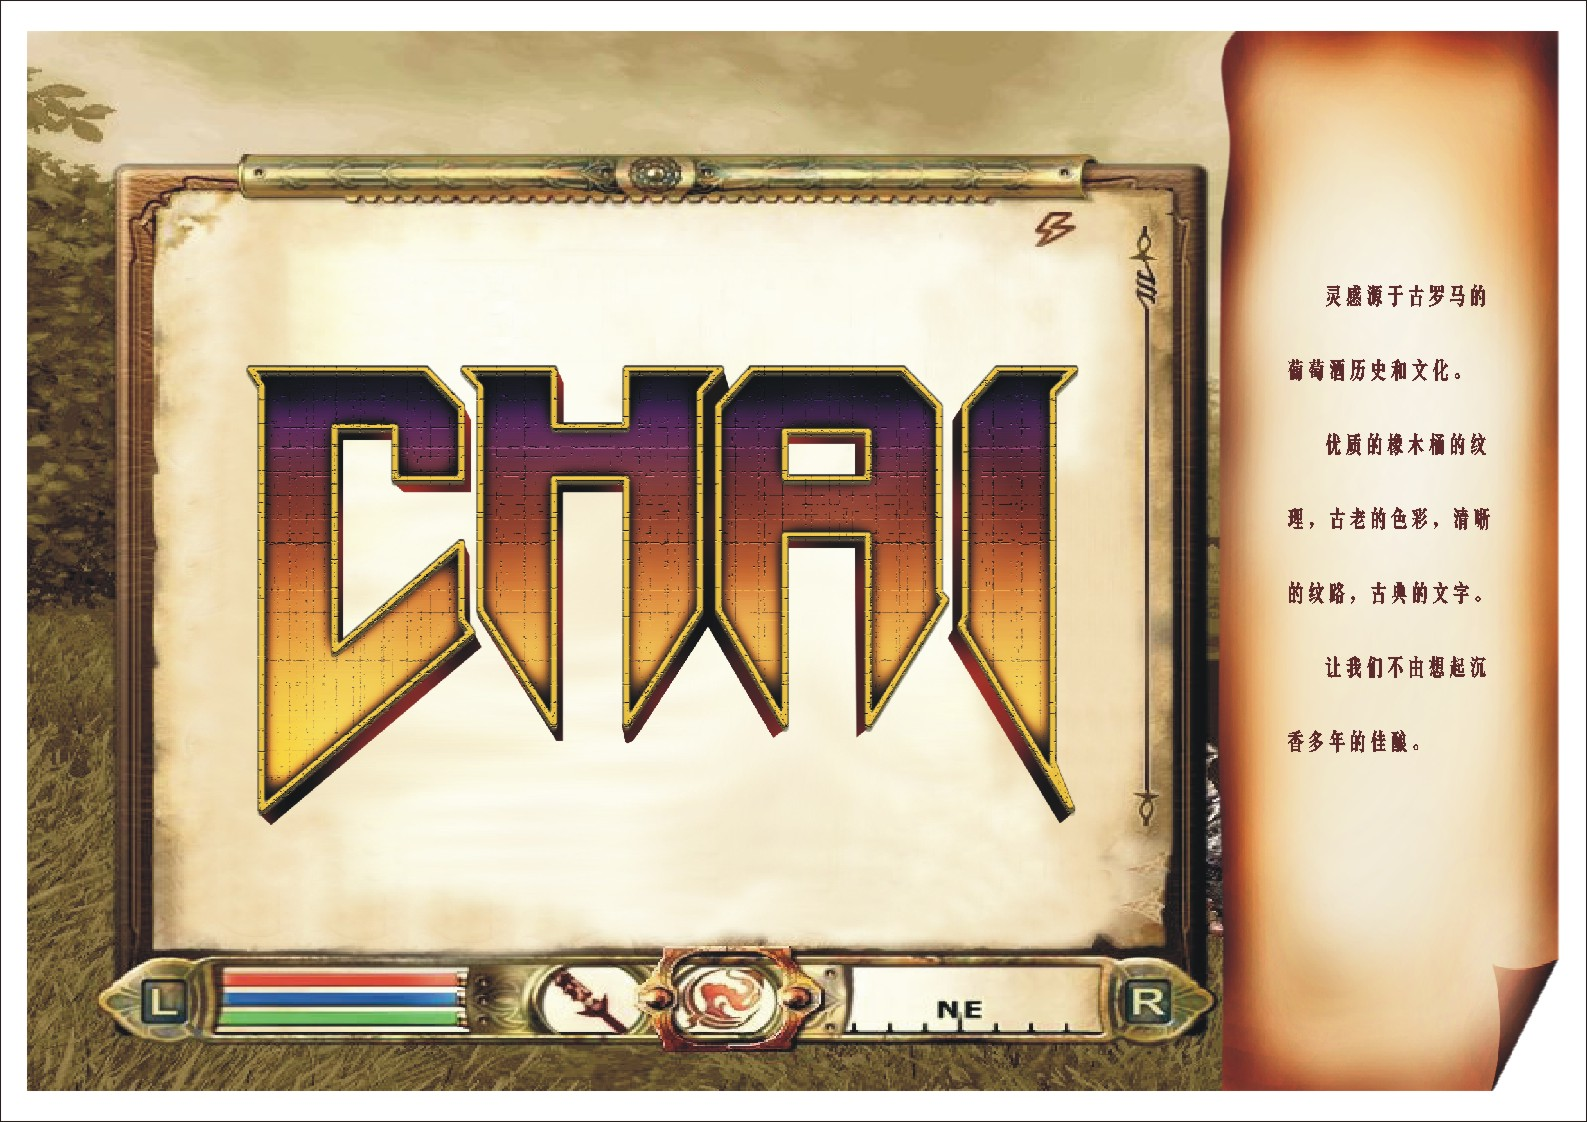 CHAI
L
NE
R
灵感源于古罗马的
葡萄酒历史和文化。
优质的橡木桶的纹
理，古老的色彩，清晰
的纹路，古典的文字。
让我们不由想起沉
香多年的佳酿。